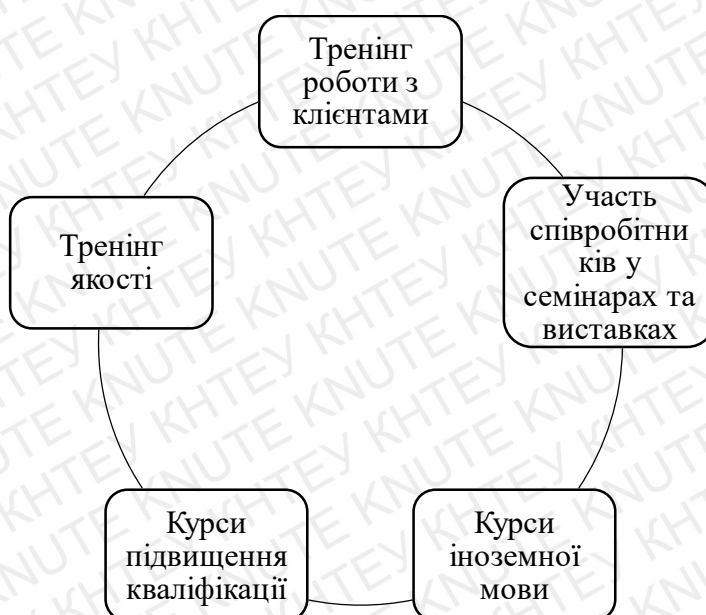 Тренінг
роботи з
клієнтами
Участь
співробітни
ків у
семінарах та
виставках
Курси
іноземної
мови
Курси
підвищення
кваліфікації
Тренінг
якості